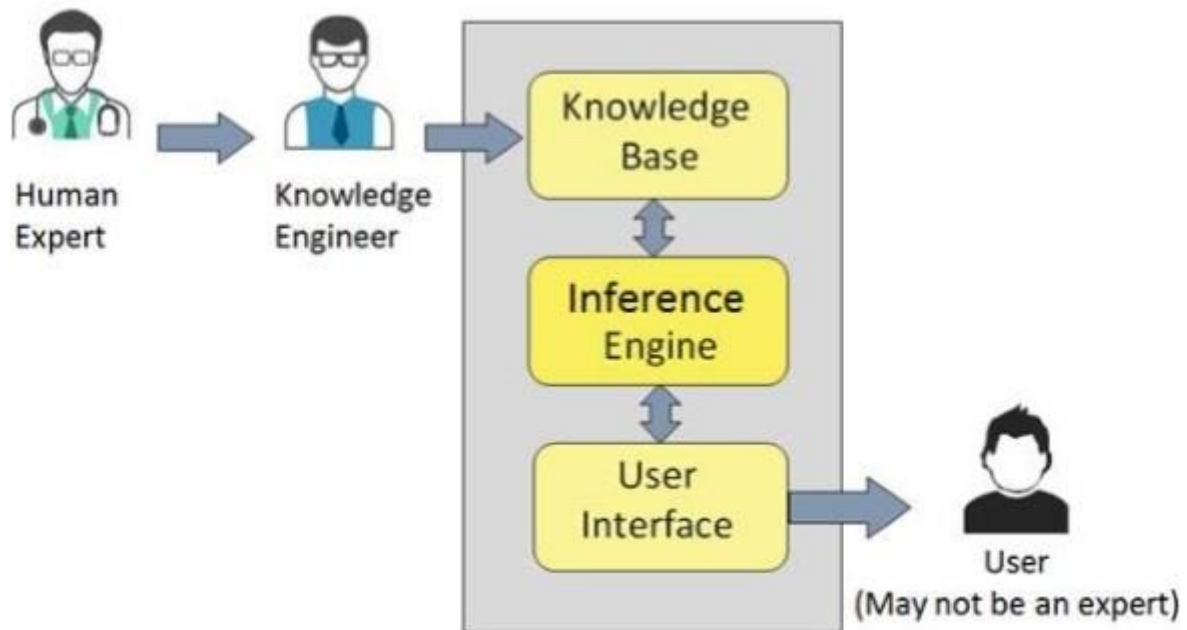 Human
Expert
Knowledge
Engineer
Knowledge
Base
Inference
Engine
User
Interface
User
(May not be an expert)